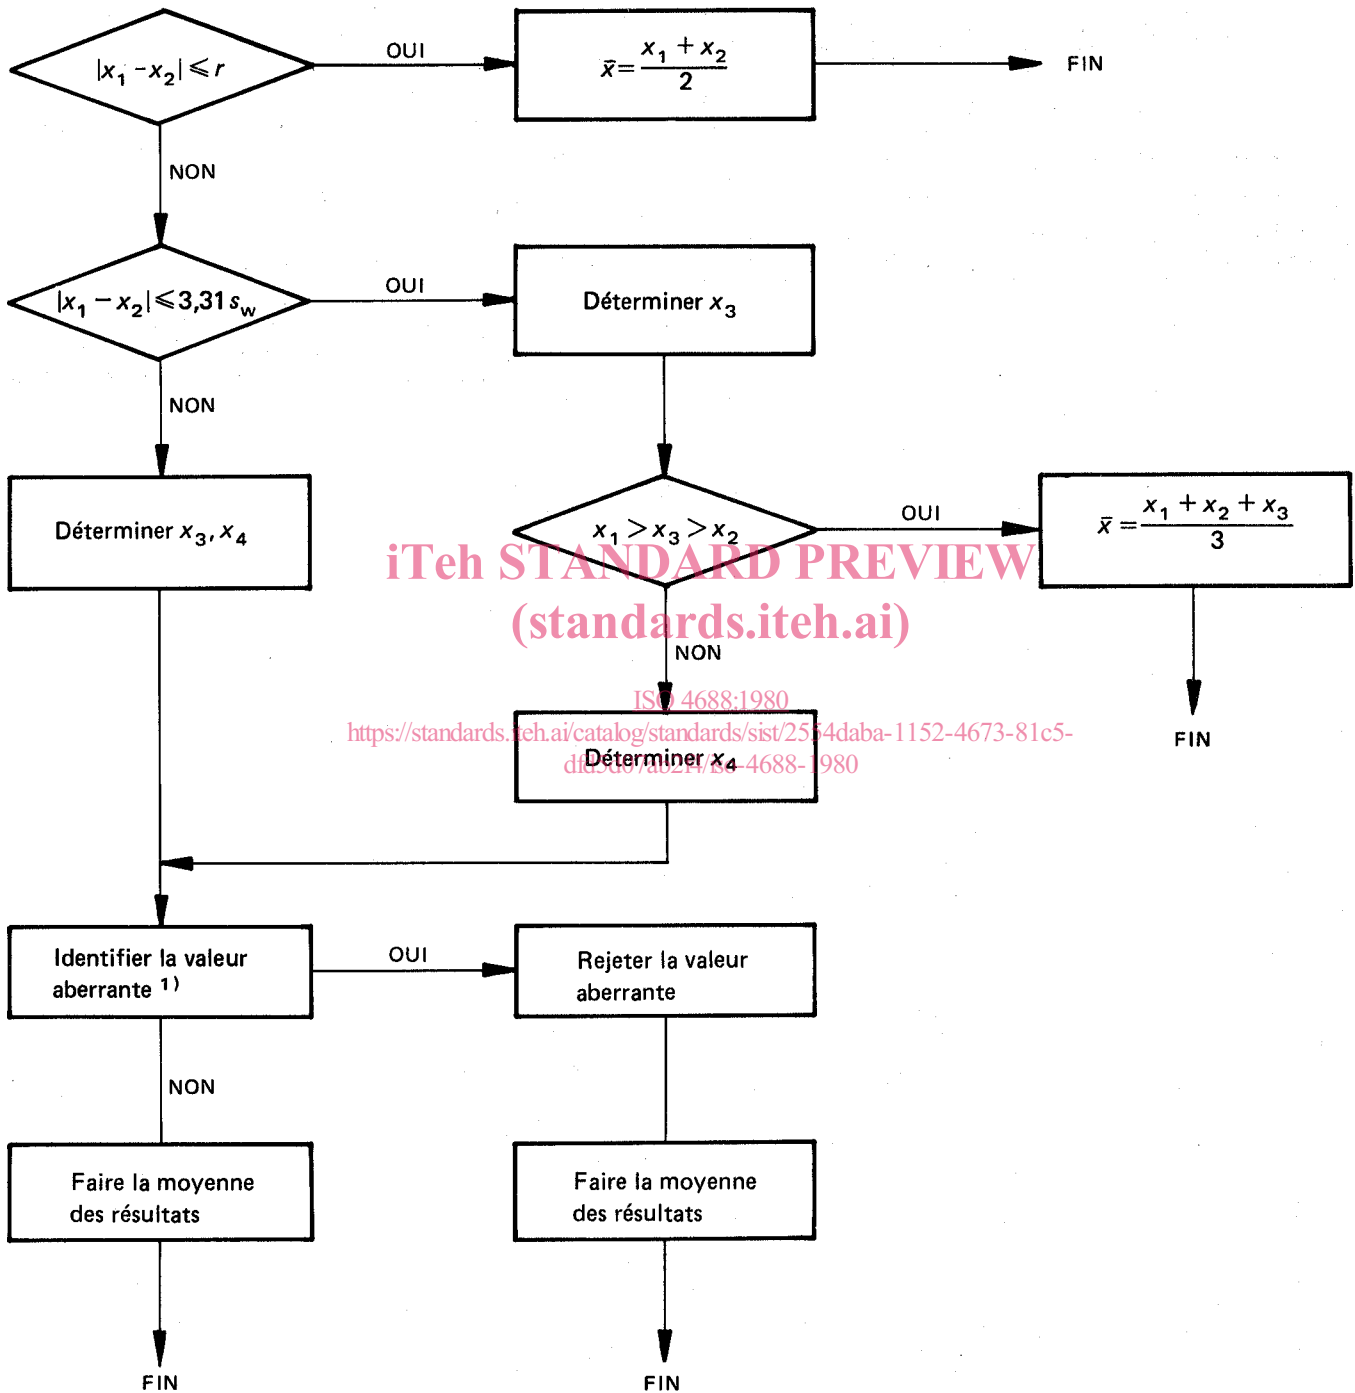 |x₁ - x₂| ⩽ r
OUI
x̄ = (x₁ + x₂)/2
FIN
NON
|x₁ - x₂| ⩽ 3,31 s_w
OUI
Déterminer x₃
NON
Déterminer x₃, x₄
x₁ > x₃ > x₂
OUI
x̄ = (x₁ + x₂ + x₃)/3
iTeh STANDARD PREVIEW
(standards.iteh.ai)
NON
ISO 4688:1980
https://standards.iteh.ai/catalog/standards/sist/2554daba-1152-4673-81c5-
FIN
Déterminer x₄
Identifier la valeur
aberrante ¹⁾
OUI
Rejeter la valeur
aberrante
NON
Faire la moyenne
des résultats
Faire la moyenne
des résultats
FIN
FIN